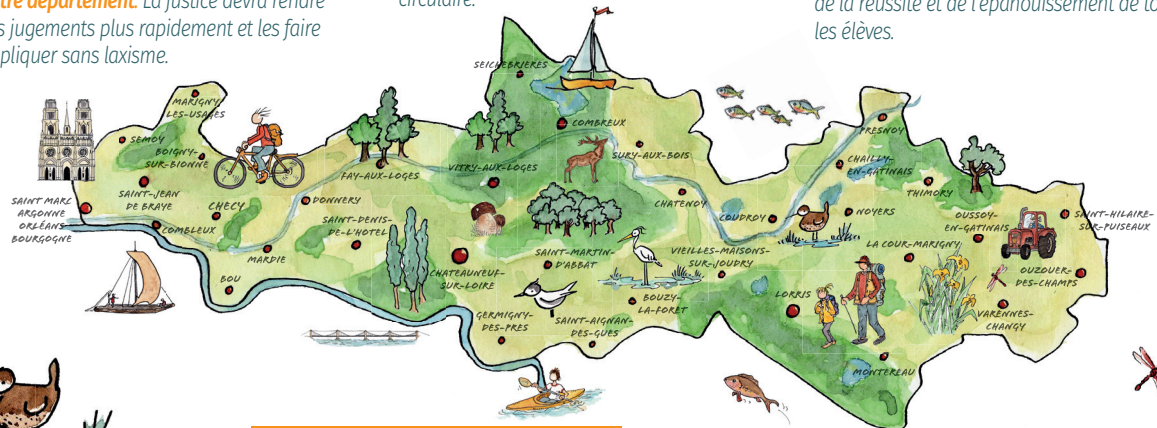 tre département. La justice devra rendre
s jugements plus rapidement et les faire
pliquer sans laxisme.
circulaire.
de la réussite et de l'épanouissement de to
les élèves.
SEICHEBRIERES
MARIGNY
LES-USAGES
SEMOY
BOIGNY-
SUR-BIONNE
SAINT-JEAN
DE BRAYE
SAINT MARC
ARGONNE
ORLÉANS
BOURGOGNE
COMBLEUX
CHECY
BOU
MARDIE
DONNERY
FAY-AUX-LOGES
SAINT-DENIS-
DE-L'HOTEL
VITRY-AUX-LOGES
COMBREUX
SURY-AUX-BOIS
CHATEAUNEUF-
SUR-LOIRE
GERMIGNY-
DES-PRES
SAINT-MARTIN-
D'ABBAT
SAINT-AIGNAN-
DES-GUES
BOUZY-
LA-FORET
CHATENOY
VIEILLES-MAISONS-
SUR-JOUDRY
COUDROY
PRESNOY
CHAILLY-
EN-GATINAIS
THIMORY
NOYERS
OUSSOY-
EN-GATINAIS
SAINT-HILAIRE-
SUR-PUISEAUX
LA COUR-MARIGNY
OUZOUER-
DES-CHAMPS
LORRIS
VARENNES-
CHANGY
MONTEREAU